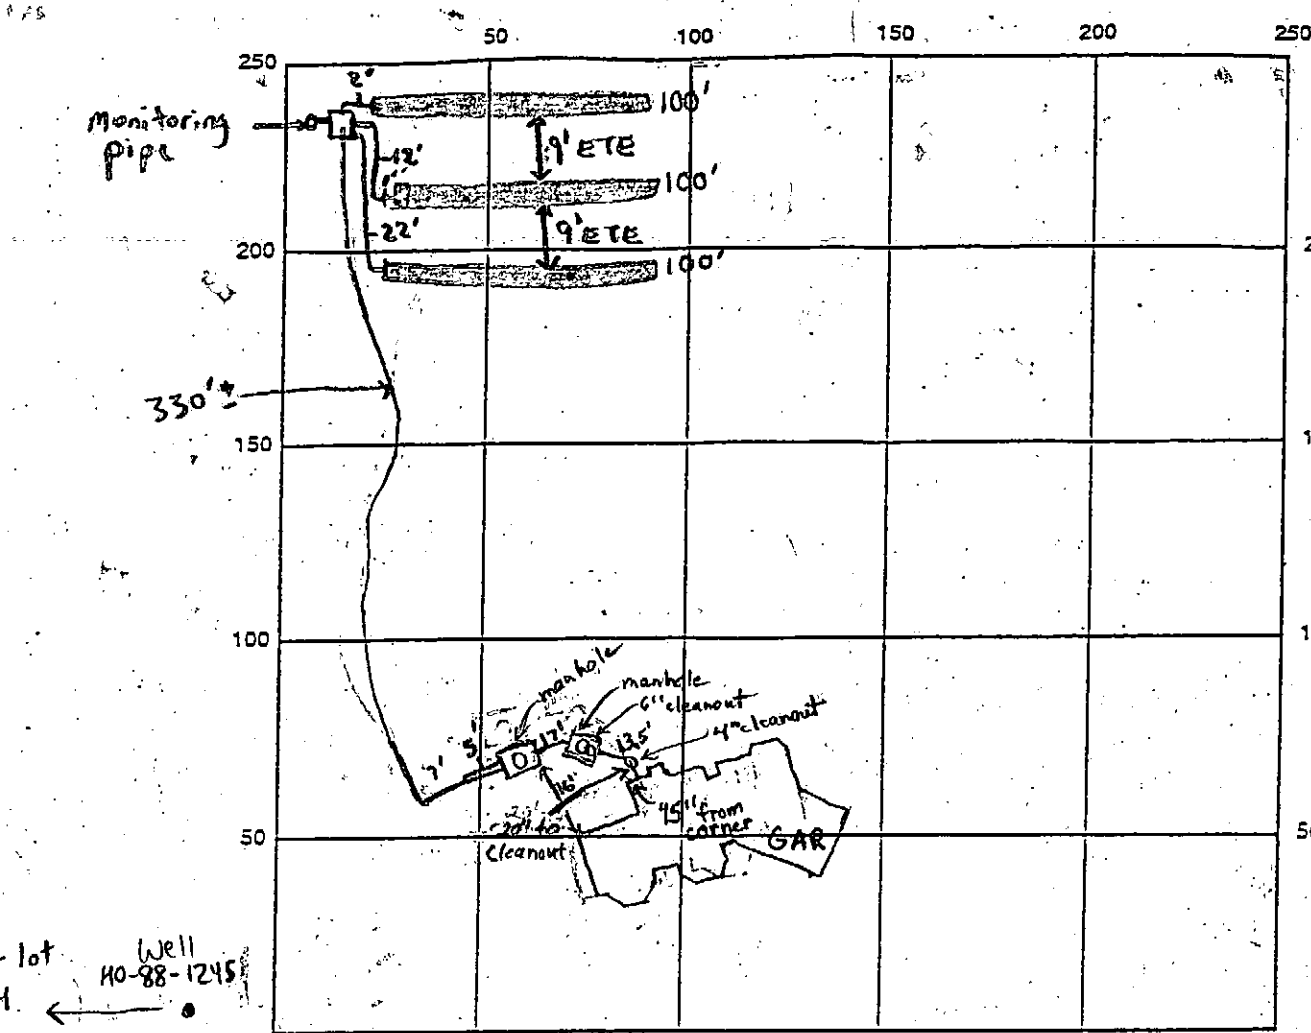 50
100
150
200
250
250
2'
100'
Monitoring
pipe
9' ETE
12'
100'
22'
9' ETE
200
100'
330' ±
150
100
manhole
manhole
6" cleanout
4" cleanout
5'
12'
13.5'
7'
16"
45" from
corner
20' to
Cleanout
50
GAR
lot
Well
HO-88-1245